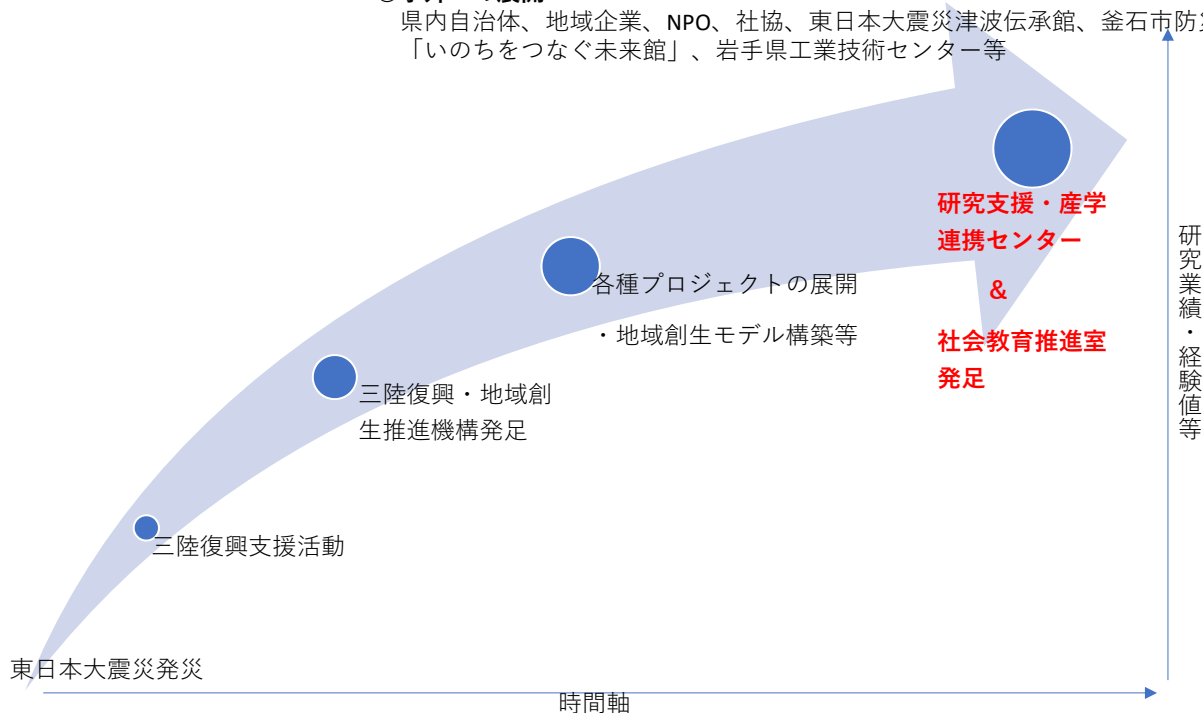 県内自治体、地域企業、NPO、社協、東日本大震災津波伝承館、釜石市防災
「いのちをつなぐ未来館」、岩手県工業技術センター等
研究支援・産学
連携センター
&
社会教育推進室
発足
研究業績・経験値等
各種プロジェクトの展開
・地域創生モデル構築等
三陸復興・地域創
生推進機構発足
三陸復興支援活動
東日本大震災発災
時間軸